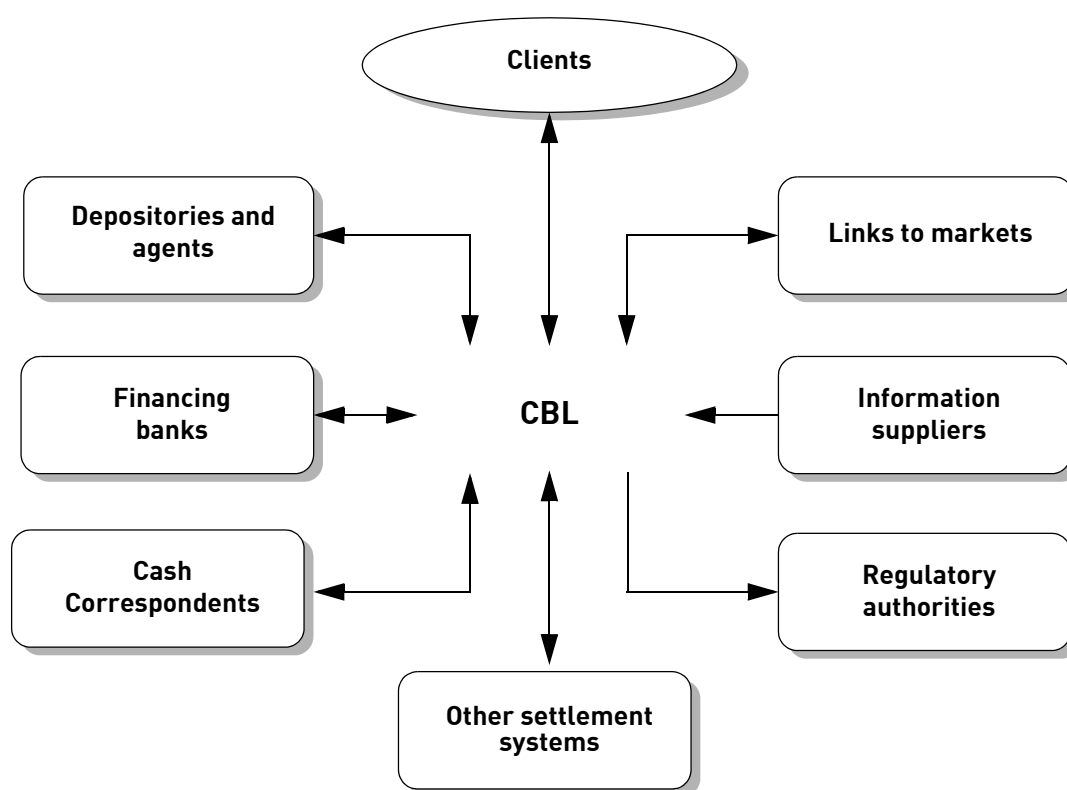 Clients
Depositories and
agents
Links to markets
Financing
banks
CBL
Information
suppliers
Cash
Correspondents
Regulatory
authorities
Other settlement
systems